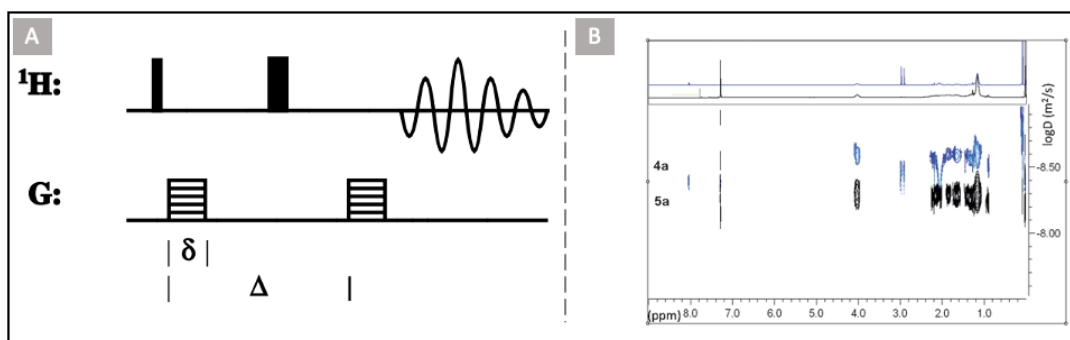 A
¹H:
G:
| δ |
| Δ |
B
4a
5a
logD (m²/s)
-8.50
-8.00
(ppm) 8.0 7.0 6.0 5.0 4.0 3.0 2.0 1.0